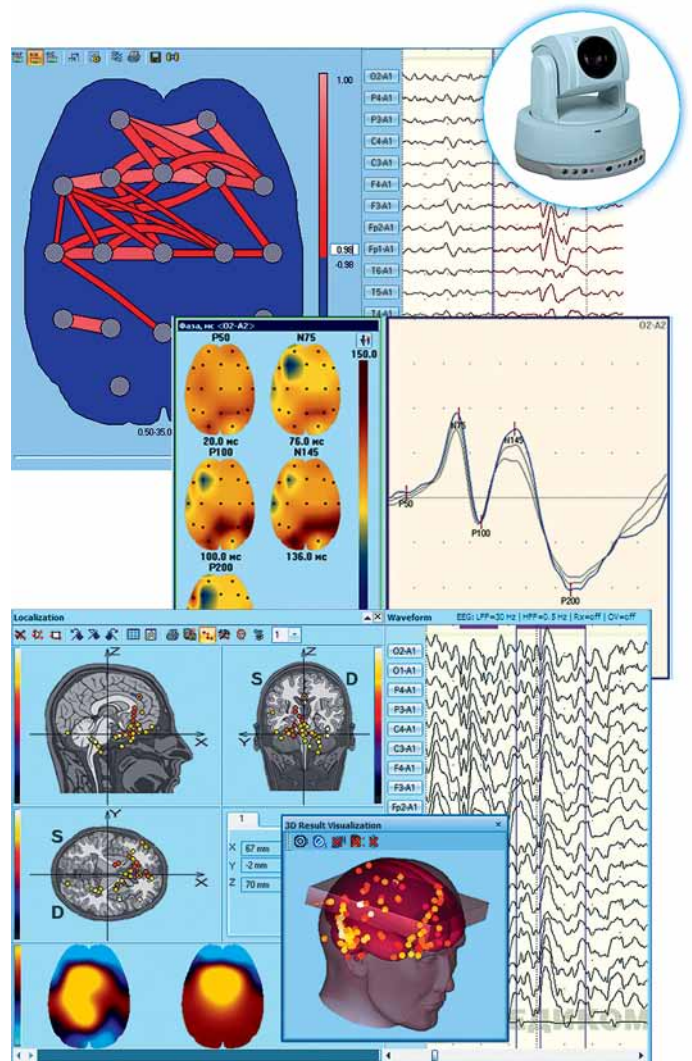 1.00
0.98
-0.98
O2-A1
P4-A1
P3-A1
C4-A1
C3-A1
F4-A1
F3-A1
Fp2-A1
Fp1-A1
T6-A1
T5-A1
T4-A1
0.50-35.0
Фаза, мс <O2-A2>
P50
N75
150.0
20.0 мс
76.0 мс
P100
N145
100.0 мс
136.0 мс
P200
O2-A2
N75
N145
P50
P100
P200
Localization
1
Z
X
S
D
Z
Y
S
D
Y
X
1
X 67 mm
Y -2 mm
Z 70 mm
3D Result Visualization
Waveform
EEG: LPF=30 Hz | HPF=0.5 Hz | Rx=off | OV=off
O2-A1
O1-A1
P4-A1
P3-A1
C4-A1
C3-A1
F4-A1
F3-A1
Fp2-A1